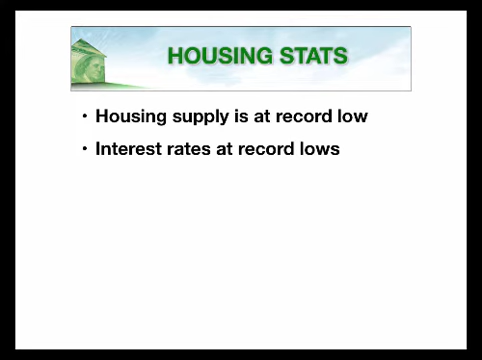 HOUSING STATS
• Housing supply is at record low
• Interest rates at record lows